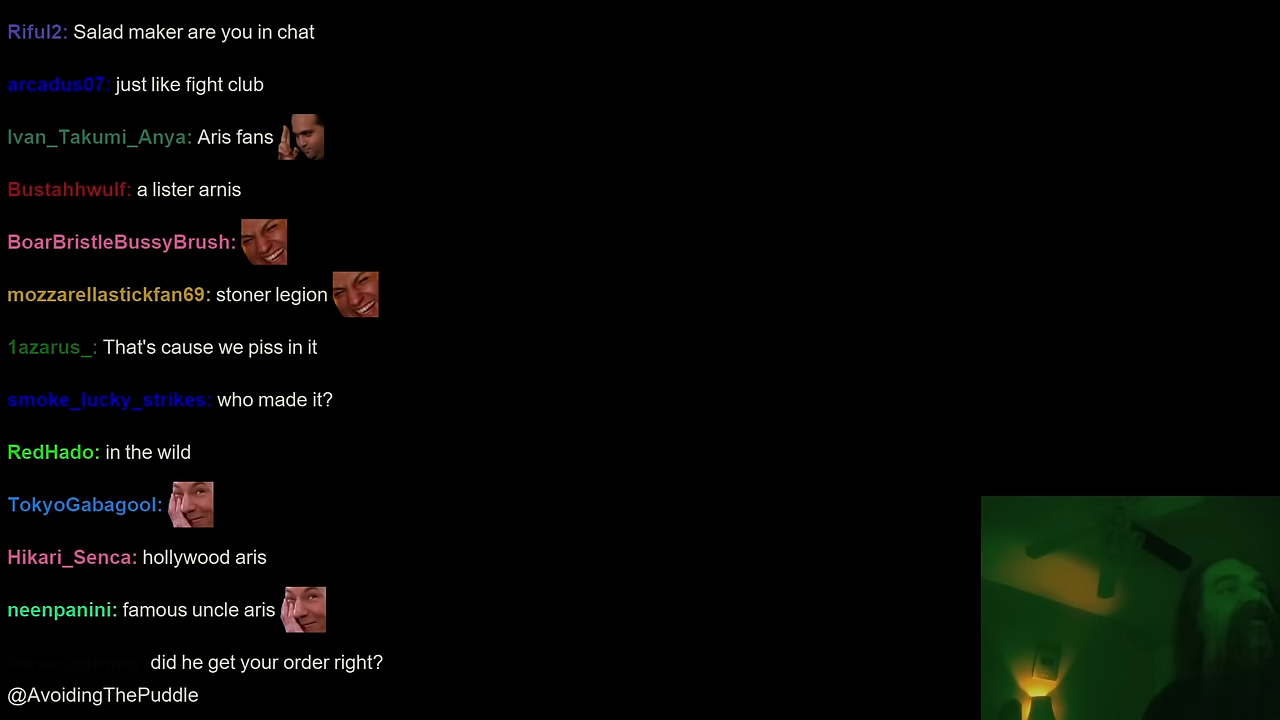 Riful2: Salad maker are you in chat
arcadus07: just like fight club
Ivan_Takumi_Anya: Aris fans
Bustahhwulf: a lister arnis
BoarBristleBussyBrush:
mozzarellastickfan69: stoner legion
1azarus_: That's cause we piss in it
smoke_lucky_strikes: who made it?
RedHado: in the wild
TokyoGabagool:
Hikari_Senca: hollywood aris
neenpanini: famous uncle aris
did he get your order right?
@AvoidingThePuddle